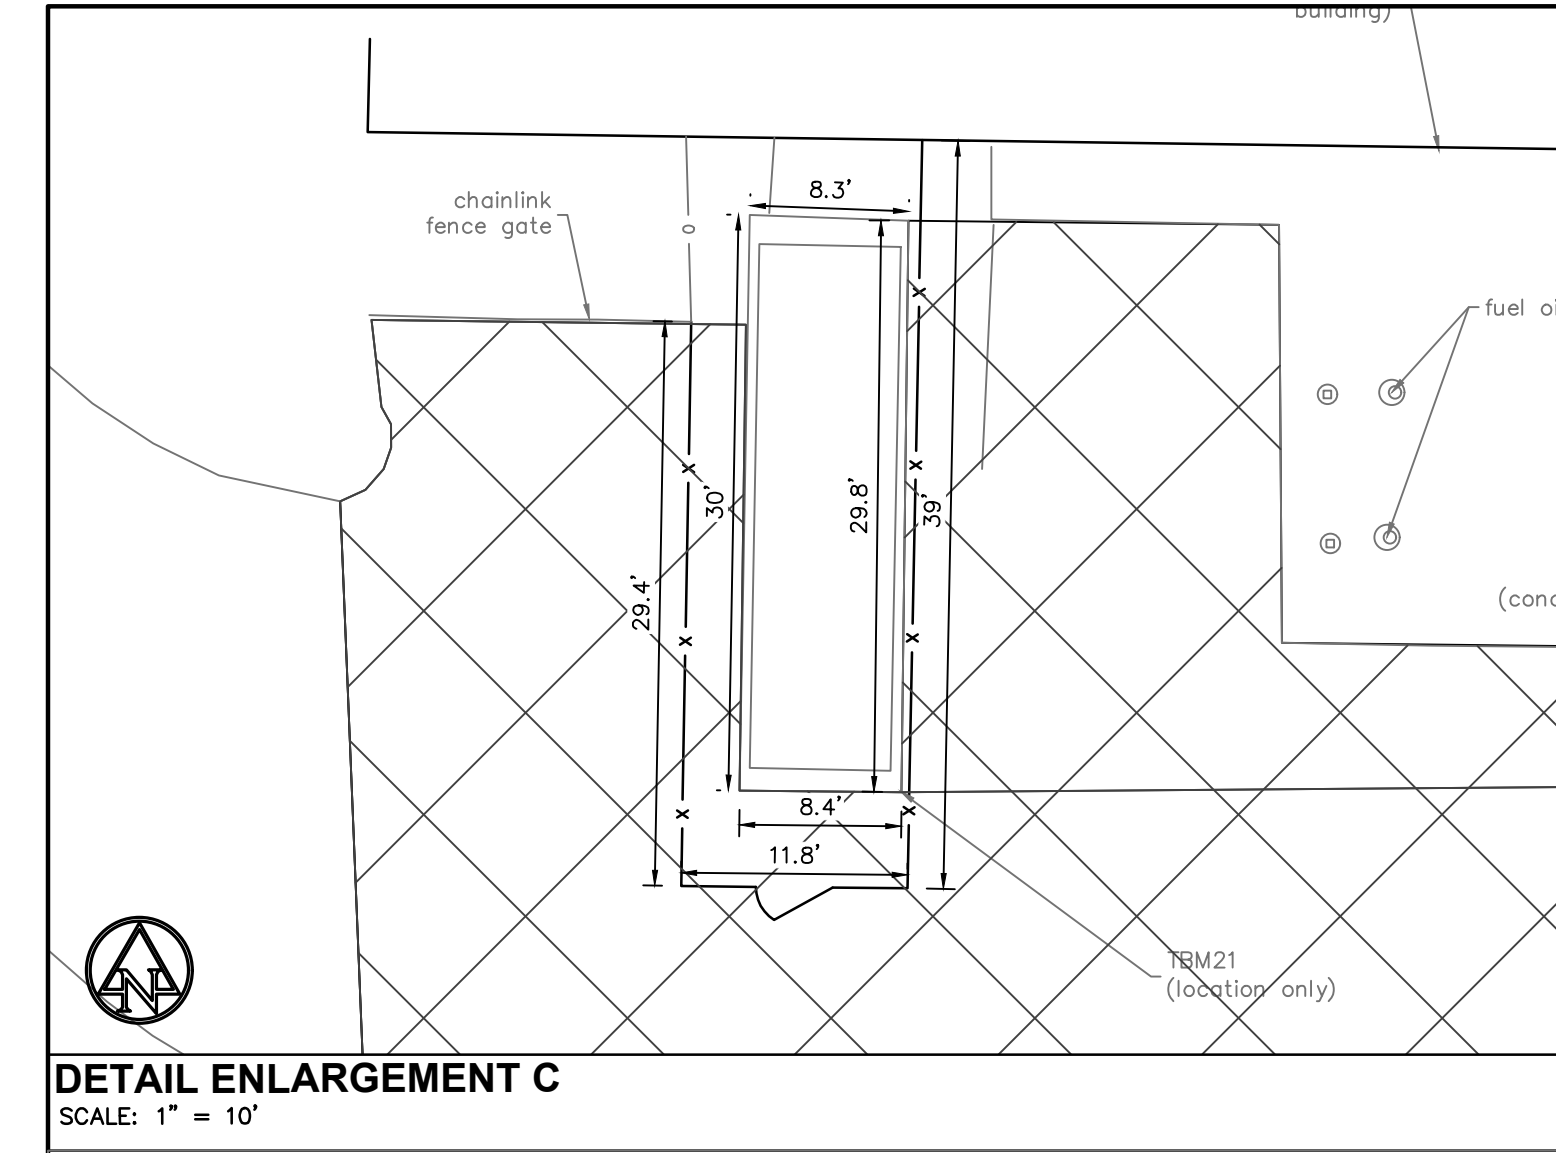 building)
8.3'
chainlink
fence gate
0
x
fuel oi
x
x
30'
29.8'
39'
29.4'
(conc
x
x
8.4'
x
x
11.8'
TBM21
(location only)
N
DETAIL ENLARGEMENT C
SCALE: 1" = 10'